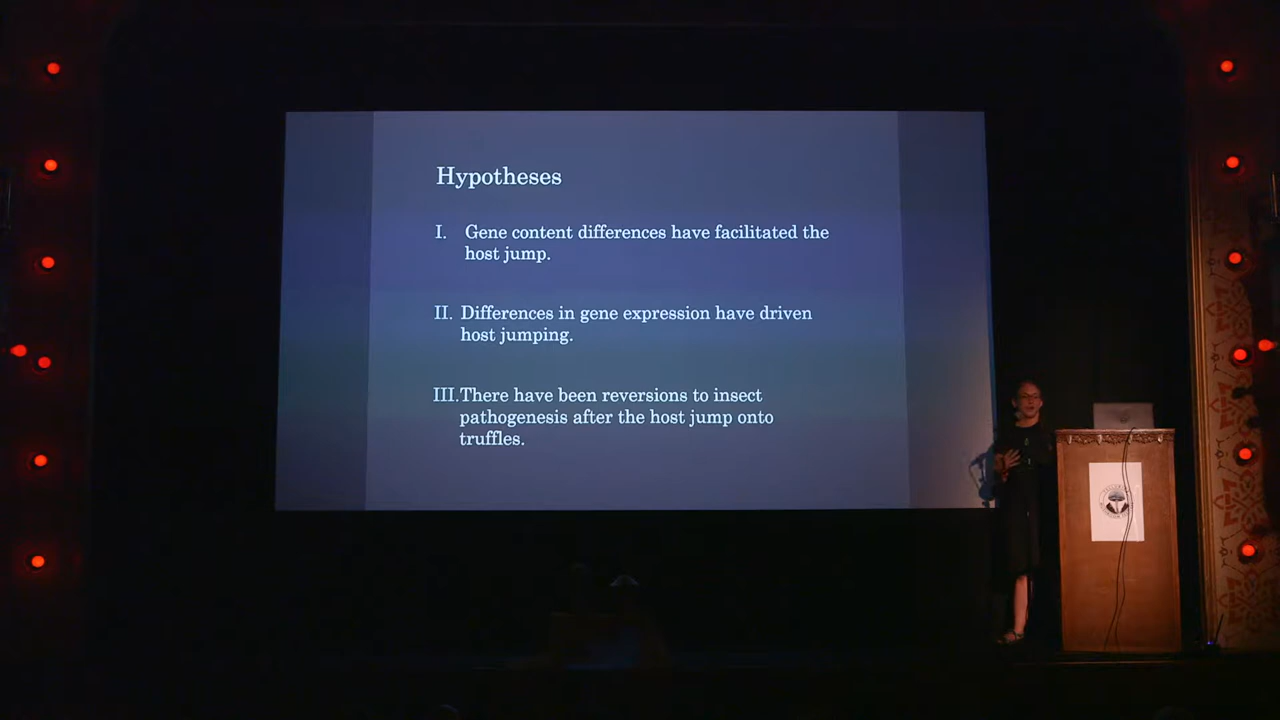 Hypotheses
I. Gene content differences have facilitated the
host jump.
II. Differences in gene expression have driven
host jumping.
III.There have been reversions to insect
pathogenesis after the host jump onto
truffles.